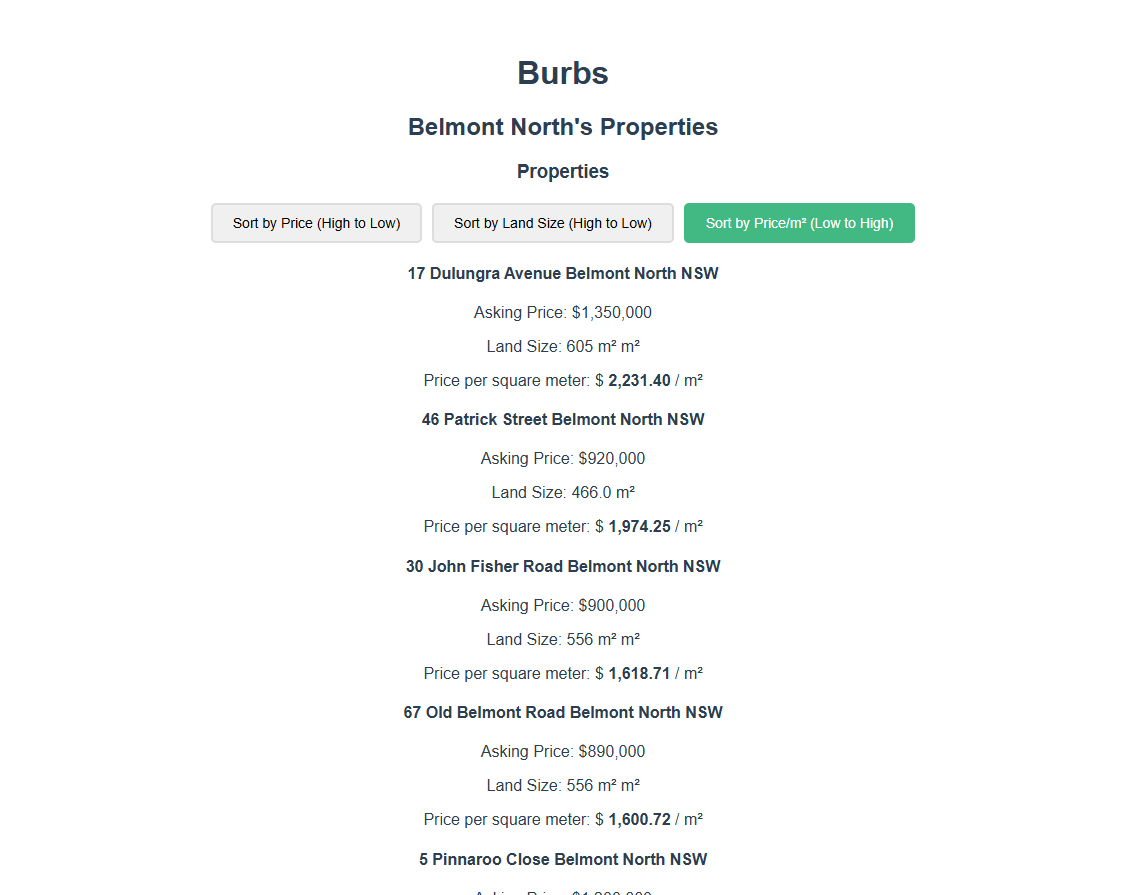 Burbs
Belmont North's Properties
Properties
Sort by Price (High to Low) Sort by Land Size (High to Low) Sort by Price/m² (Low to High)
17 Dulungra Avenue Belmont North NSW
Asking Price: $1,350,000
Land Size: 605 m² m²
Price per square meter: $ 2,231.40 / m²
46 Patrick Street Belmont North NSW
Asking Price: $920,000
Land Size: 466.0 m²
Price per square meter: $ 1,974.25 / m²
30 John Fisher Road Belmont North NSW
Asking Price: $900,000
Land Size: 556 m² m²
Price per square meter: $ 1,618.71 / m²
67 Old Belmont Road Belmont North NSW
Asking Price: $890,000
Land Size: 556 m² m²
Price per square meter: $ 1,600.72 / m²
5 Pinnaroo Close Belmont North NSW